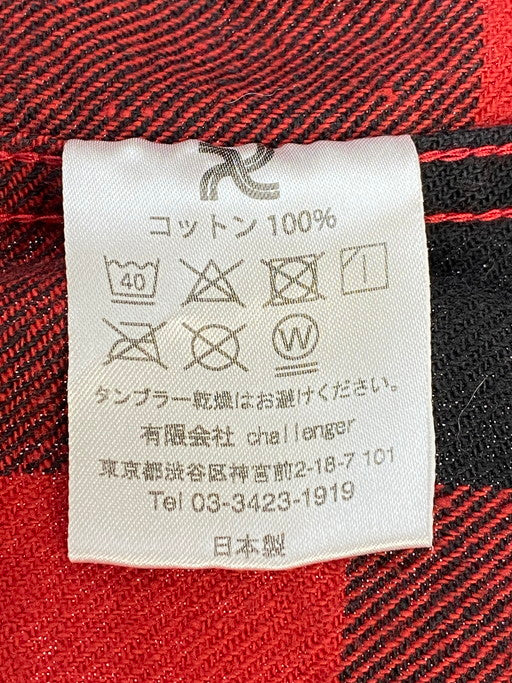 コットン 100%
40
W
タンブラー乾燥はお避けください。
有限会社 challenger
東京都渋谷区神宮前2-18-7 101
Tel 03-3423-1919
日本製